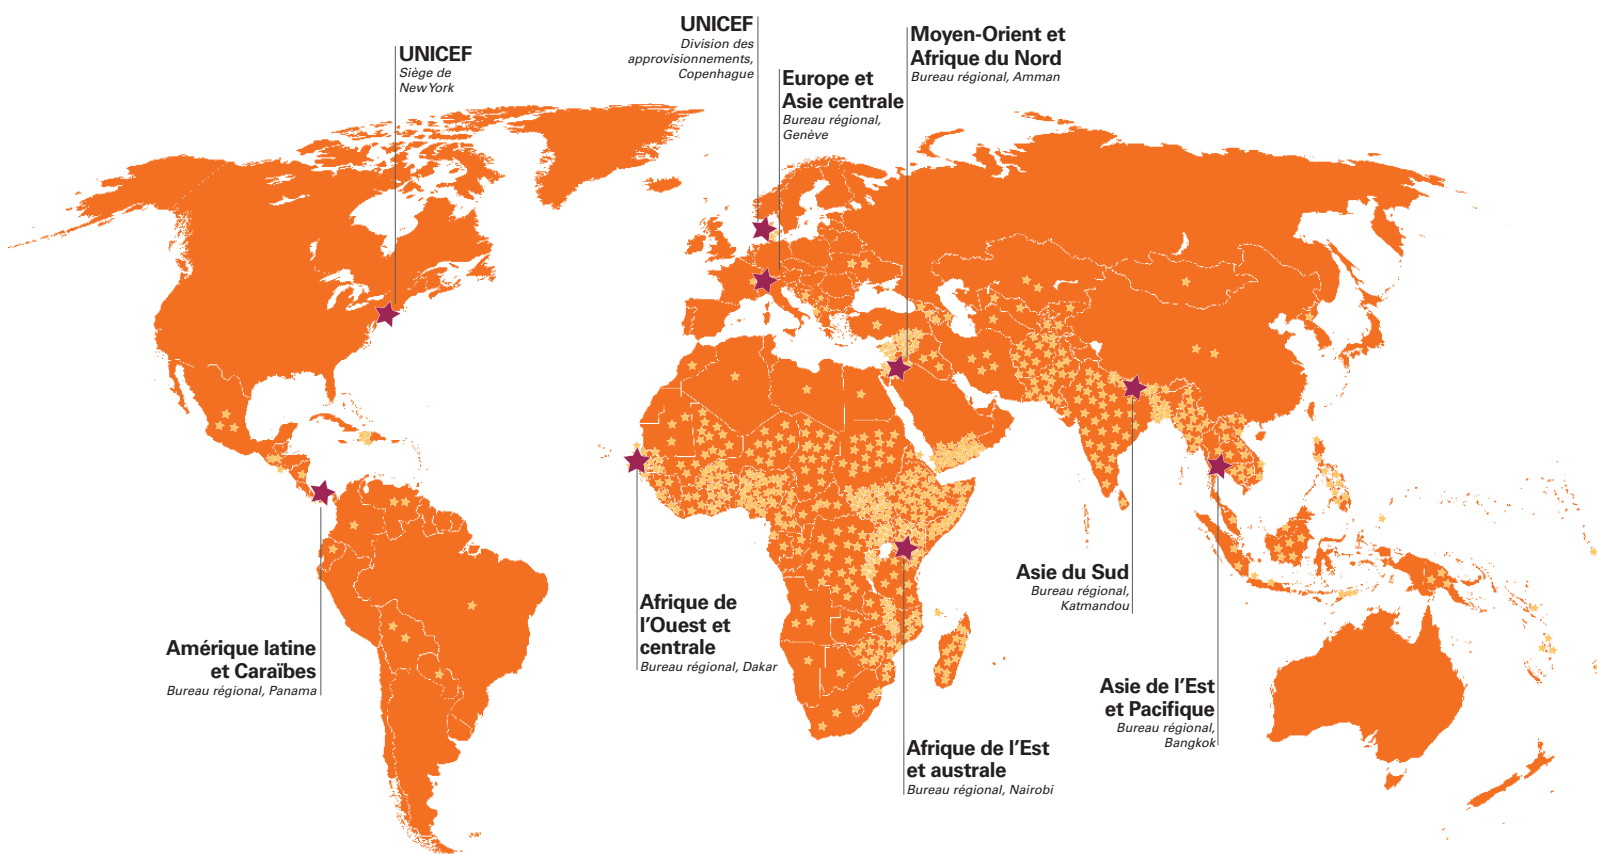 UNICEF
Siège de
New York
UNICEF
Division des
approvisionnements,
Copenhague
Europe et
Asie centrale
Bureau régional,
Genève
Moyen-Orient et
Afrique du Nord
Bureau régional, Amman
Amérique latine
et Caraïbes
Bureau régional, Panama
Afrique de
l’Ouest et
centrale
Bureau régional, Dakar
Afrique de l’Est
et australe
Bureau régional, Nairobi
Asie du Sud
Bureau régional,
Katmandou
Asie de l’Est
et Pacifique
Bureau régional,
Bangkok